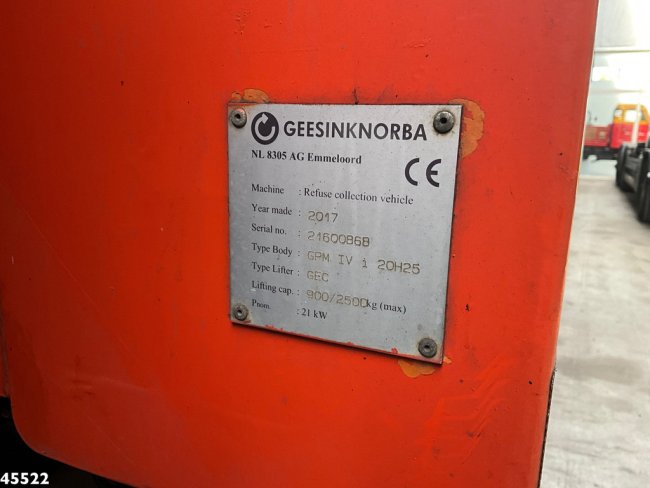 GEESINKNORBA
NL 8305 AG Emmeloord
CE
Machine : Refuse collection vehicle
Year made : 2017
Serial no. : 21600868
Type Body : GPM IV i 20H25
Type Lifter : GEC
Lifting cap. : 900/2500kg (max)
Pnom. : 21 kW
45522